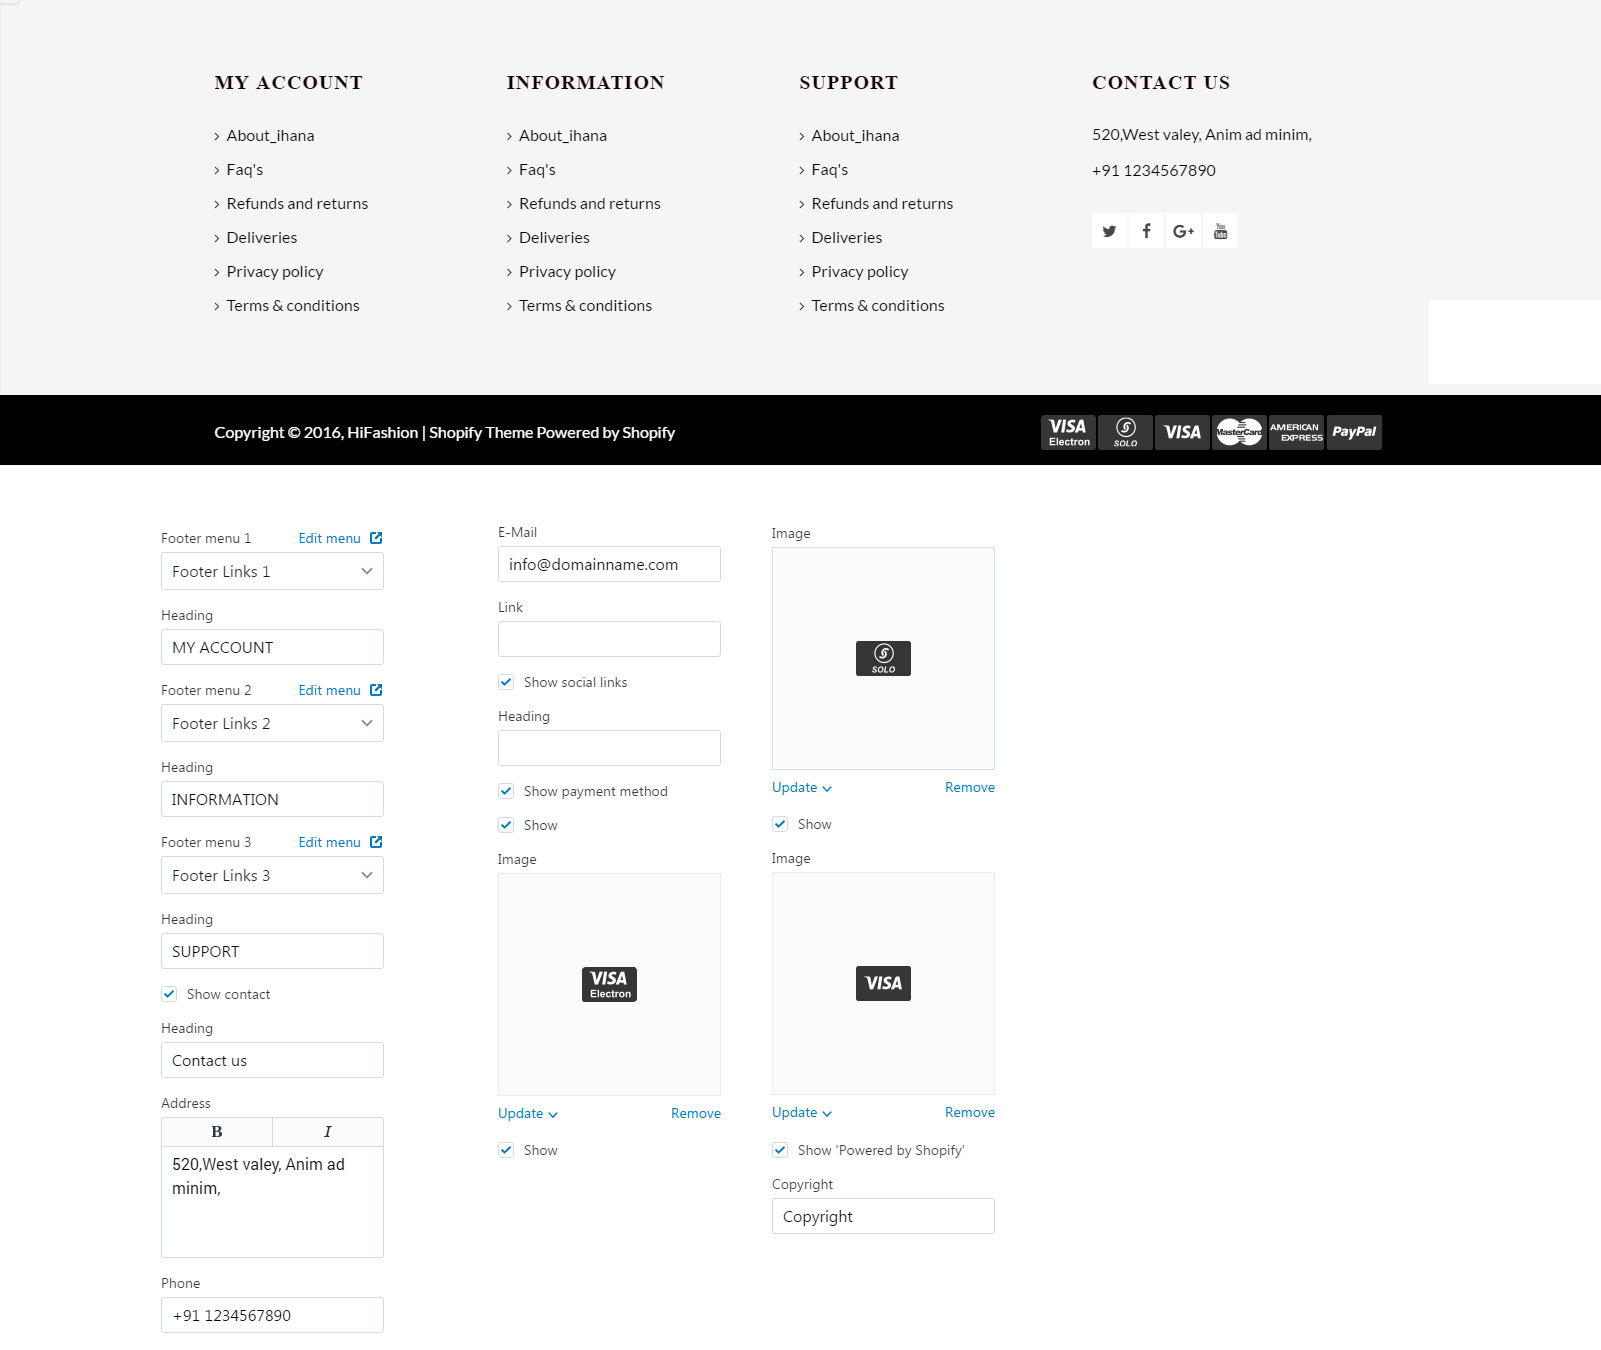 MY ACCOUNT
About_ihana
Faq's
Refunds and returns
Deliveries
Privacy policy
Terms & conditions
INFORMATION
About_ihana
Faq's
Refunds and returns
Deliveries
Privacy policy
Terms & conditions
SUPPORT
About_ihana
Faq's
Refunds and returns
Deliveries
Privacy policy
Terms & conditions
CONTACT US
520,West valey, Anim ad minim,
+91 1234567890
G+
You
Tube
Copyright © 2016, HiFashion | Shopify Theme Powered by Shopify
VISA
Electron
SOLO
VISA
MasterCard
AMERICAN
EXPRESS
PayPal
Footer menu 1 Edit menu
Footer Links 1
Heading
MY ACCOUNT
Footer menu 2 Edit menu
Footer Links 2
Heading
INFORMATION
Footer menu 3 Edit menu
Footer Links 3
Heading
SUPPORT
Show contact
Heading
Contact us
Address
B I
520,West valey, Anim ad
minim,
Phone
+91 1234567890
E-Mail
info@domainname.com
Link
Show social links
Heading
Show payment method
Show
Image
VISA
Electron
Update Remove
Show
Image
SOLO
Update Remove
Show
Image
VISA
Update Remove
Show 'Powered by Shopify'
Copyright
Copyright